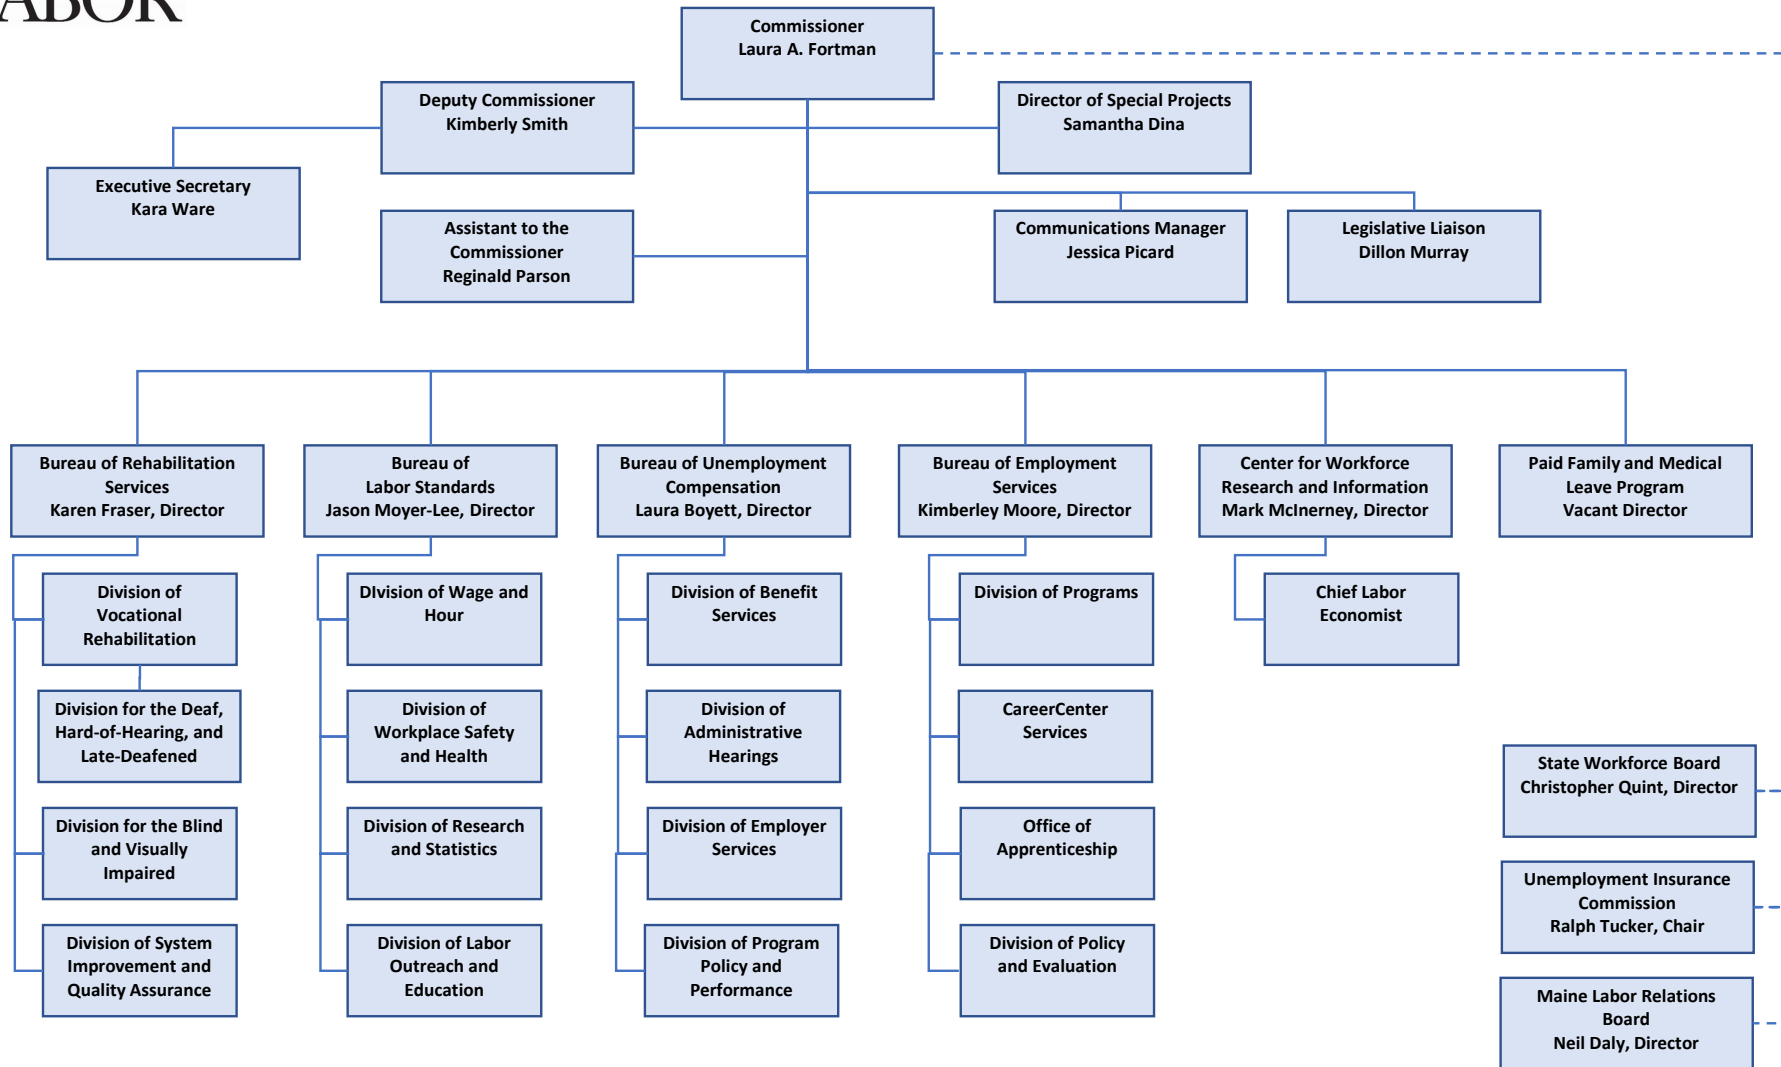 LABOR
Commissioner
Laura A. Fortman
Deputy Commissioner
Kimberly Smith
Director of Special Projects
Samantha Dina
Executive Secretary
Kara Ware
Assistant to the
Commissioner
Reginald Parson
Communications Manager
Jessica Picard
Legislative Liaison
Dillon Murray
Bureau of Rehabilitation
Services
Karen Fraser, Director
Bureau of
Labor Standards
Jason Moyer-Lee, Director
Bureau of Unemployment
Compensation
Laura Boyett, Director
Bureau of Employment
Services
Kimberley Moore, Director
Center for Workforce
Research and Information
Mark McInerney, Director
Paid Family and Medical
Leave Program
Vacant Director
Division of
Vocational
Rehabilitation
Division for the Deaf,
Hard-of-Hearing, and
Late-Deafened
Division for the Blind
and Visually
Impaired
Division of System
Improvement and
Quality Assurance
DIvision of Wage and
Hour
Division of
Workplace Safety
and Health
Division of Research
and Statistics
Division of Labor
Outreach and
Education
Division of Benefit
Services
Division of
Administrative
Hearings
Division of Employer
Services
Division of Program
Policy and
Performance
Division of Programs
CareerCenter
Services
Office of
Apprenticeship
Division of Policy
and Evaluation
Chief Labor
Economist
State Workforce Board
Christopher Quint, Director
Unemployment Insurance
Commission
Ralph Tucker, Chair
Maine Labor Relations
Board
Neil Daly, Director